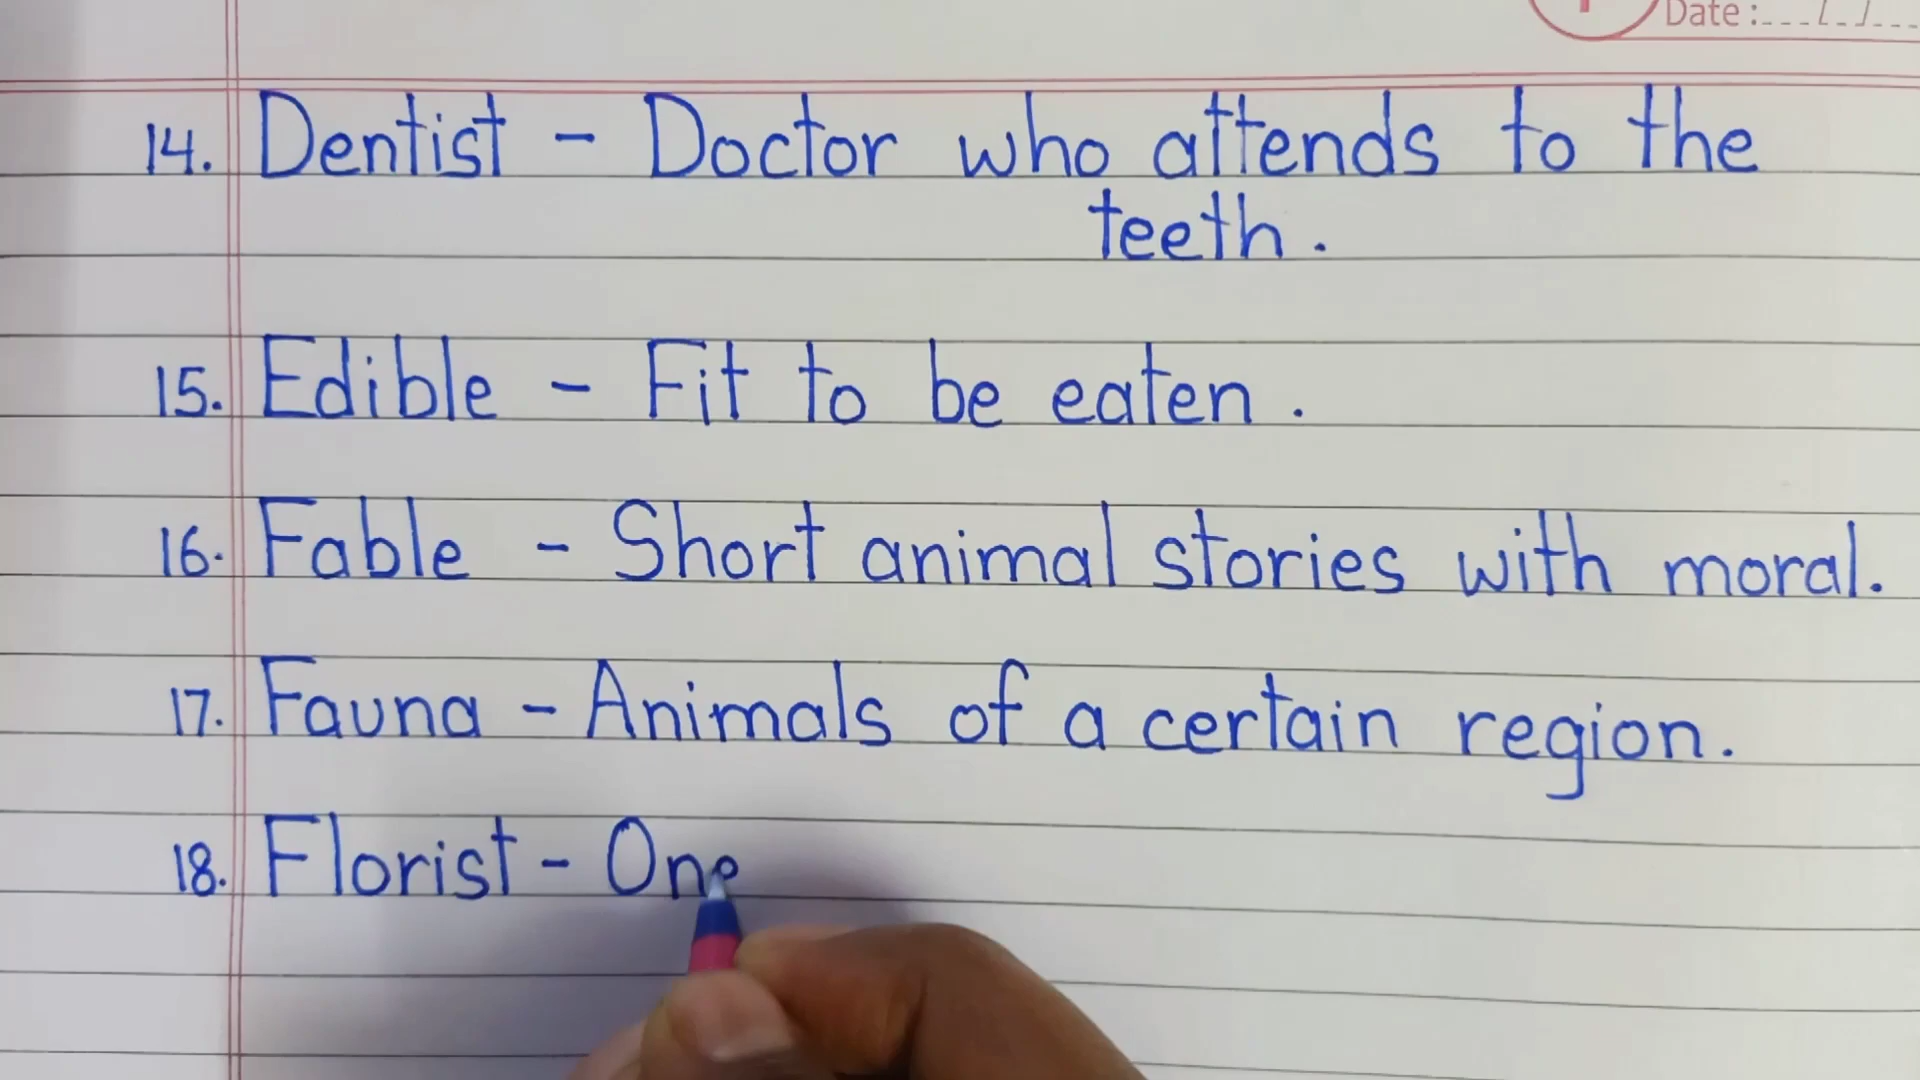 Date : / /
14. Dentist - Doctor who attends to the
teeth.
15. Edible - Fit to be eaten.
16. Fable - Short animal stories with moral.
17. Fauna - Animals of a certain region.
18. Florist - One